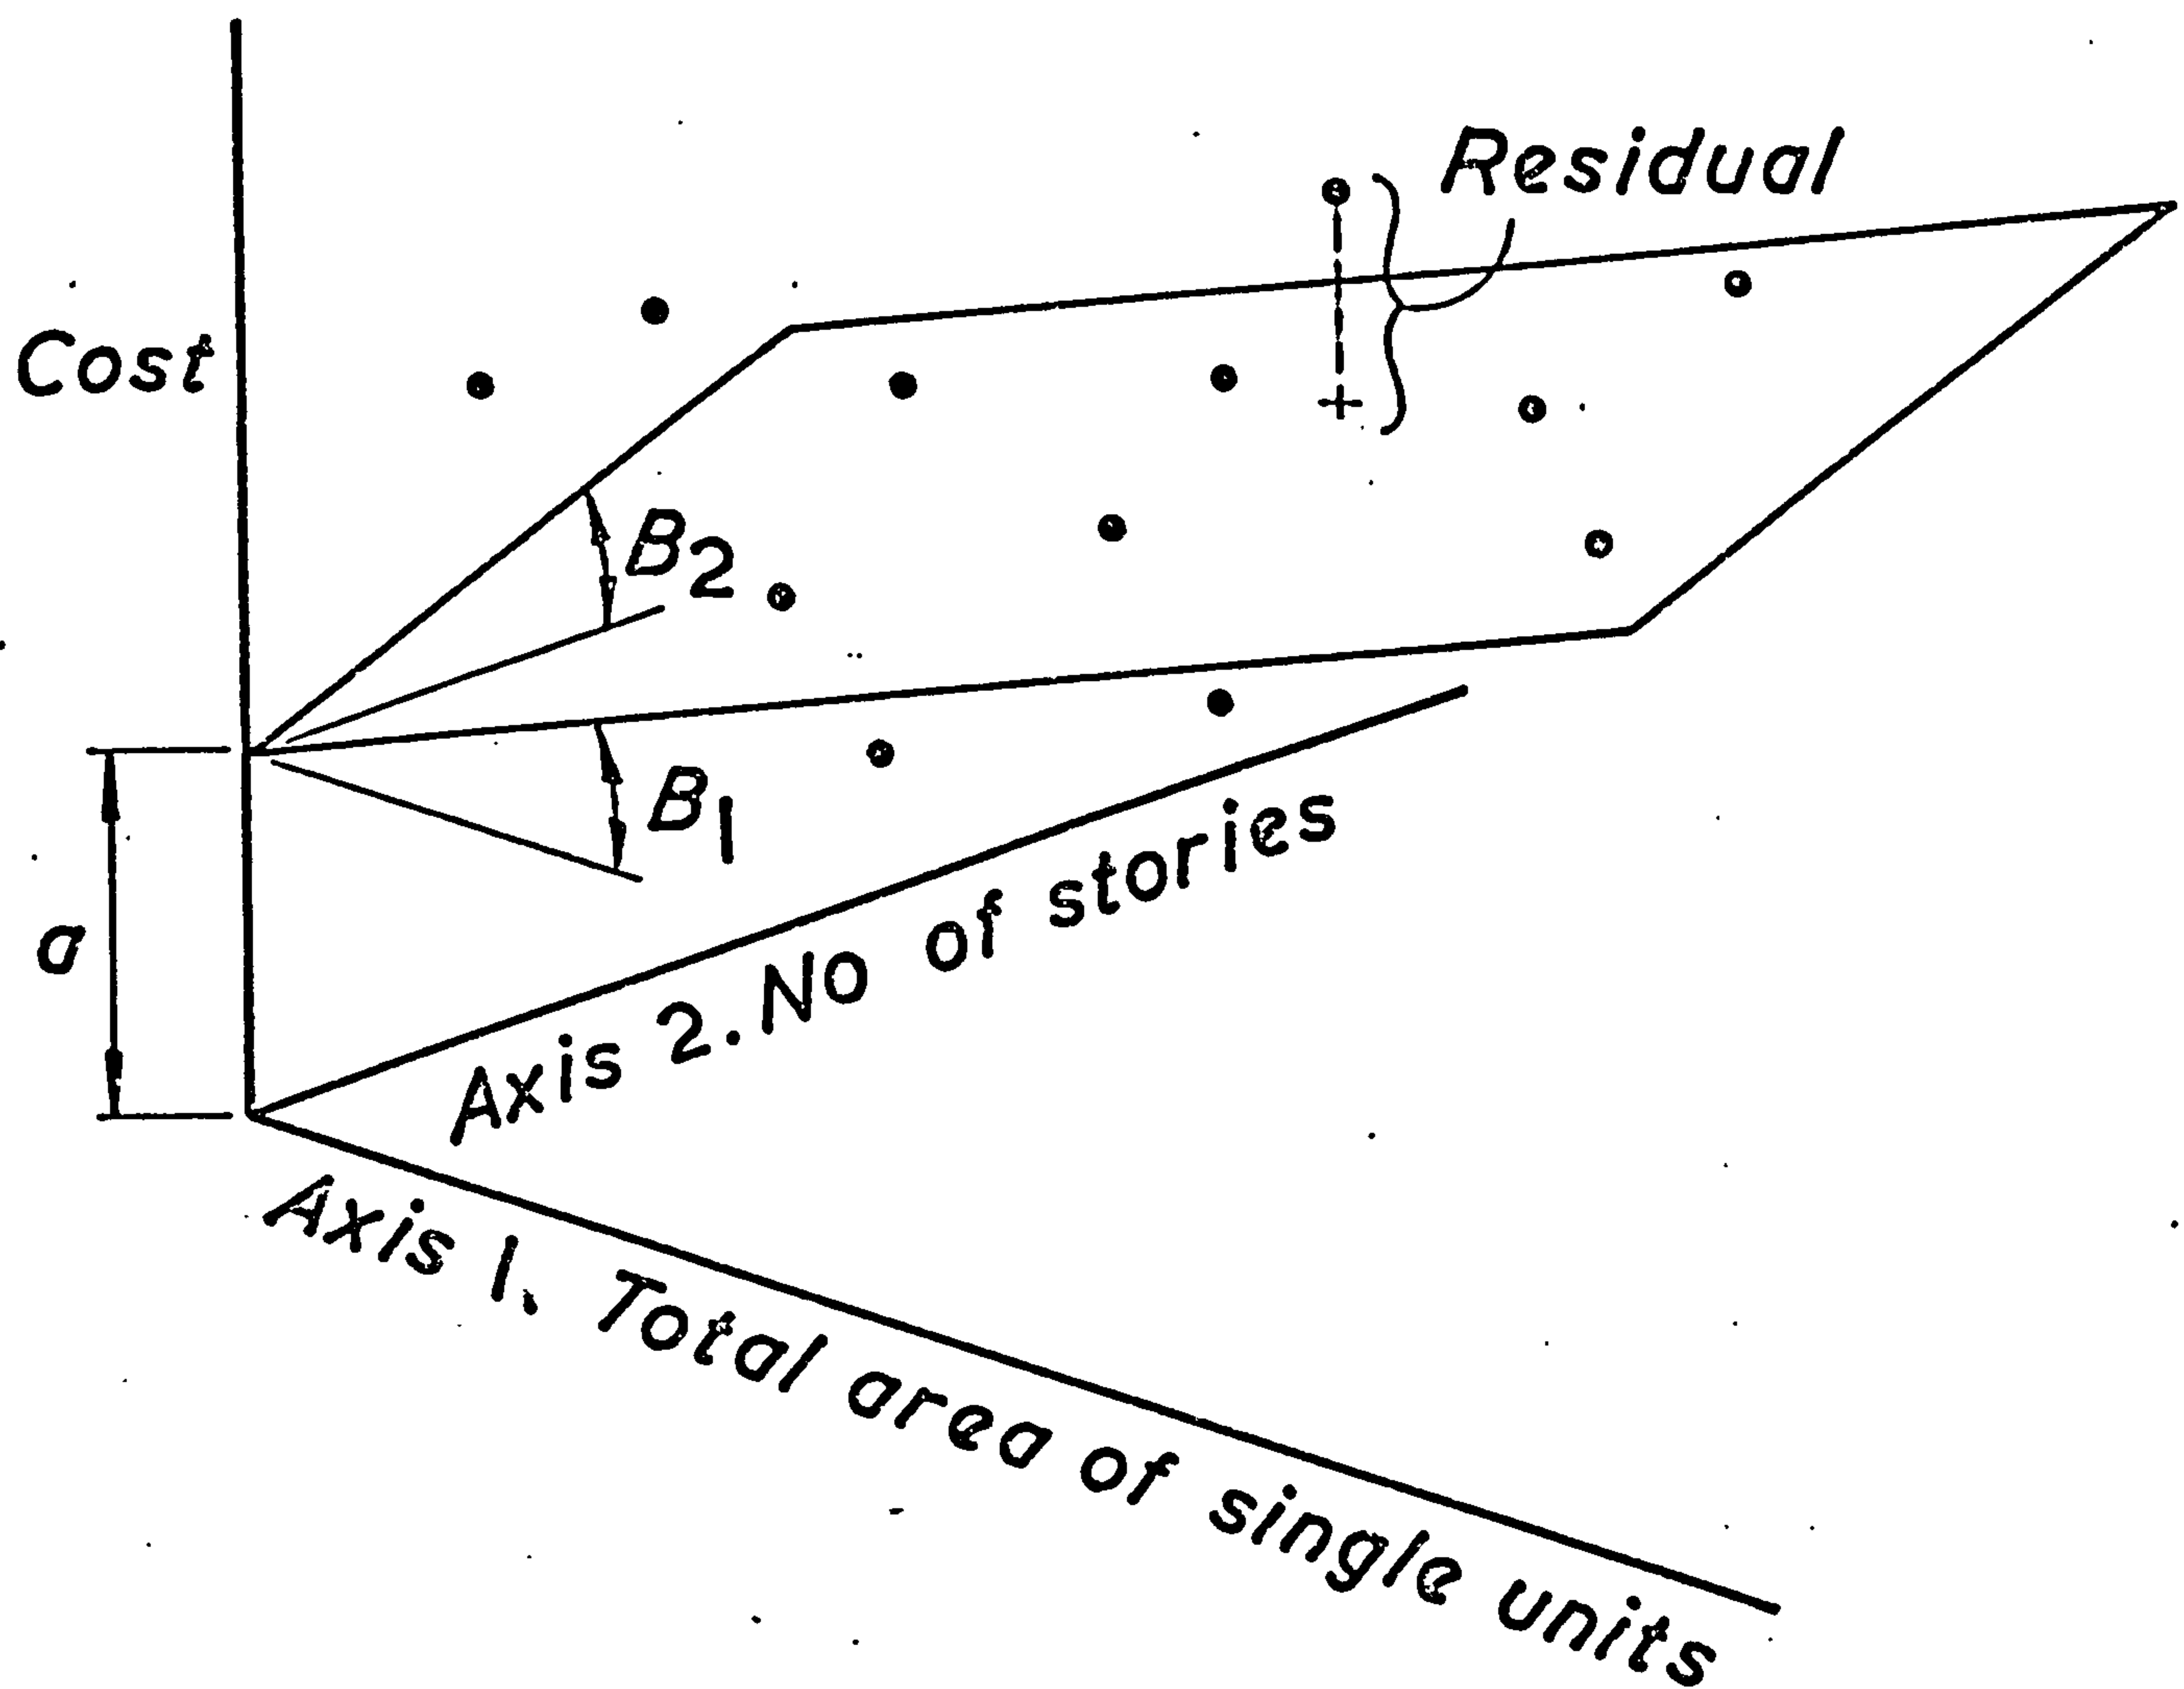 Residual
Cost
B2
B1
a
Axis 2. No of stories
Axis 1. Total area of single units